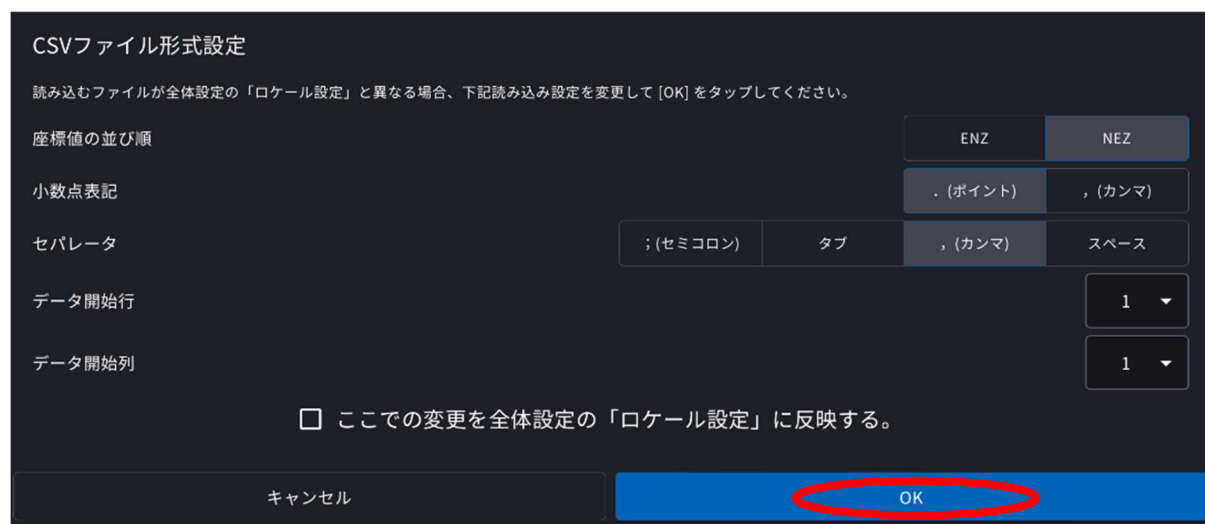 CSVファイル形式設定
読み込むファイルが全体設定の「ロケール設定」と異なる場合、下記読み込み設定を変更して [OK] をタップしてください。
座標値の並び順 ENZ NEZ
小数点表記 . (ポイント) , (カンマ)
セパレータ ; (セミコロン) タブ , (カンマ) スペース
データ開始行 1
データ開始列 1
ここでの変更を全体設定の「ロケール設定」に反映する。
キャンセル OK